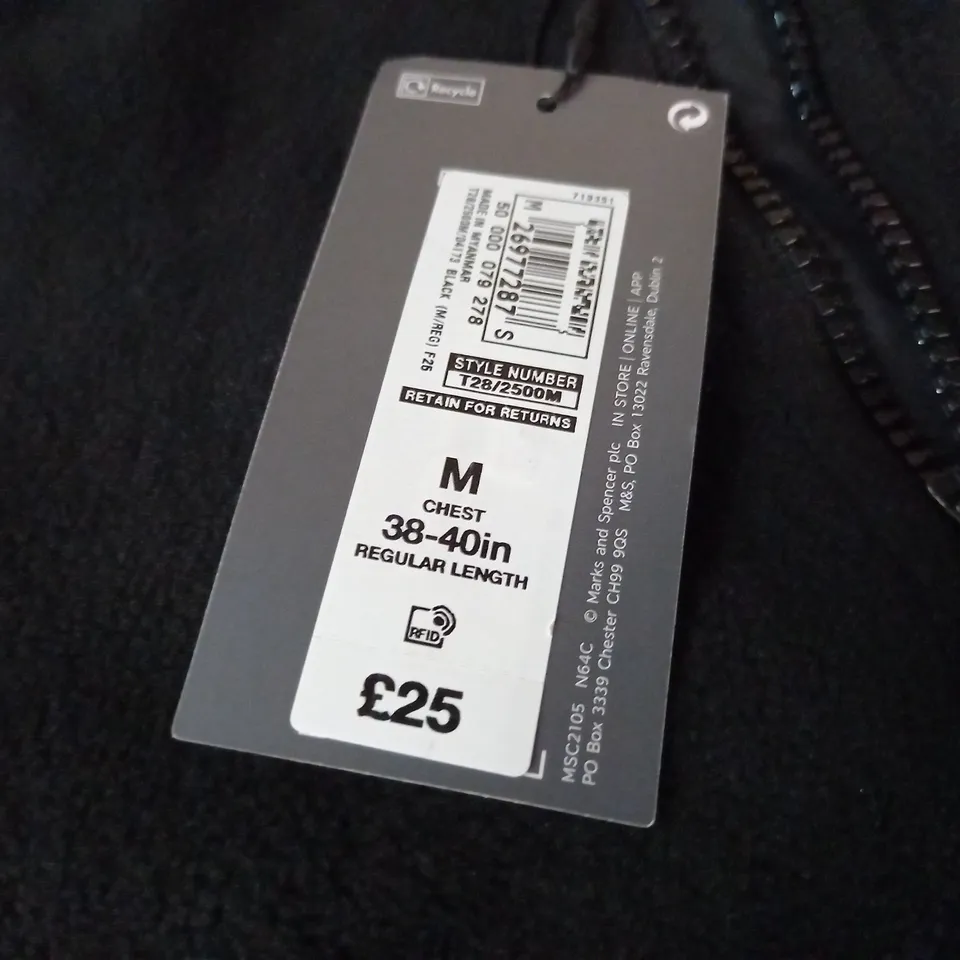 Recycle
719351
M 26977287 S
50 000 079 278
MADE IN MYANMAR
T28/2500M/04173 BLACK (M/REG) F26
STYLE NUMBER
T28/2500M
RETAIN FOR RETURNS
M
CHEST
38-40in
REGULAR LENGTH
RFID
£25
MSC2105 N64C © Marks and Spencer plc IN STORE | ONLINE | APP
PO Box 3339 Chester CH99 9QS M&S, PO Box 13022 Ravensdale, Dublin 2